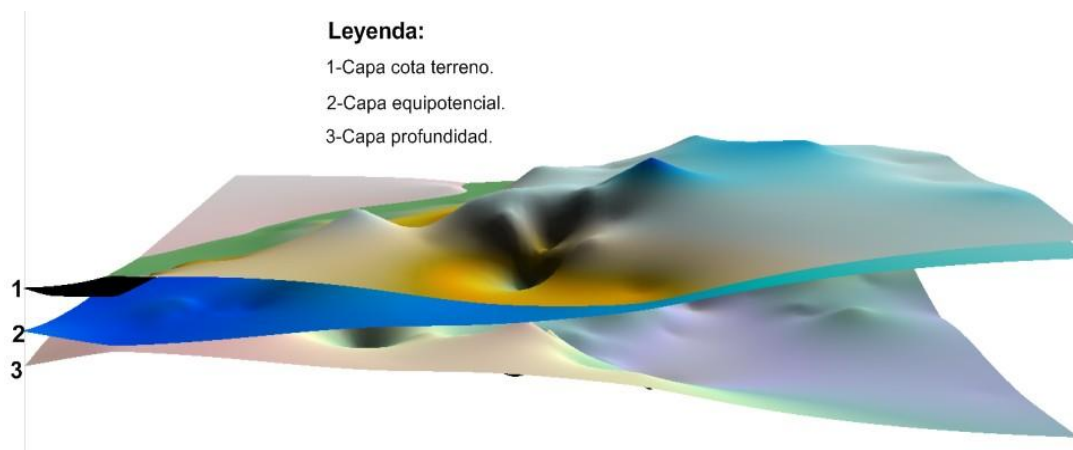 Leyenda:
1-Capa cota terreno.
2-Capa equipotencial.
3-Capa profundidad.
1
2
3